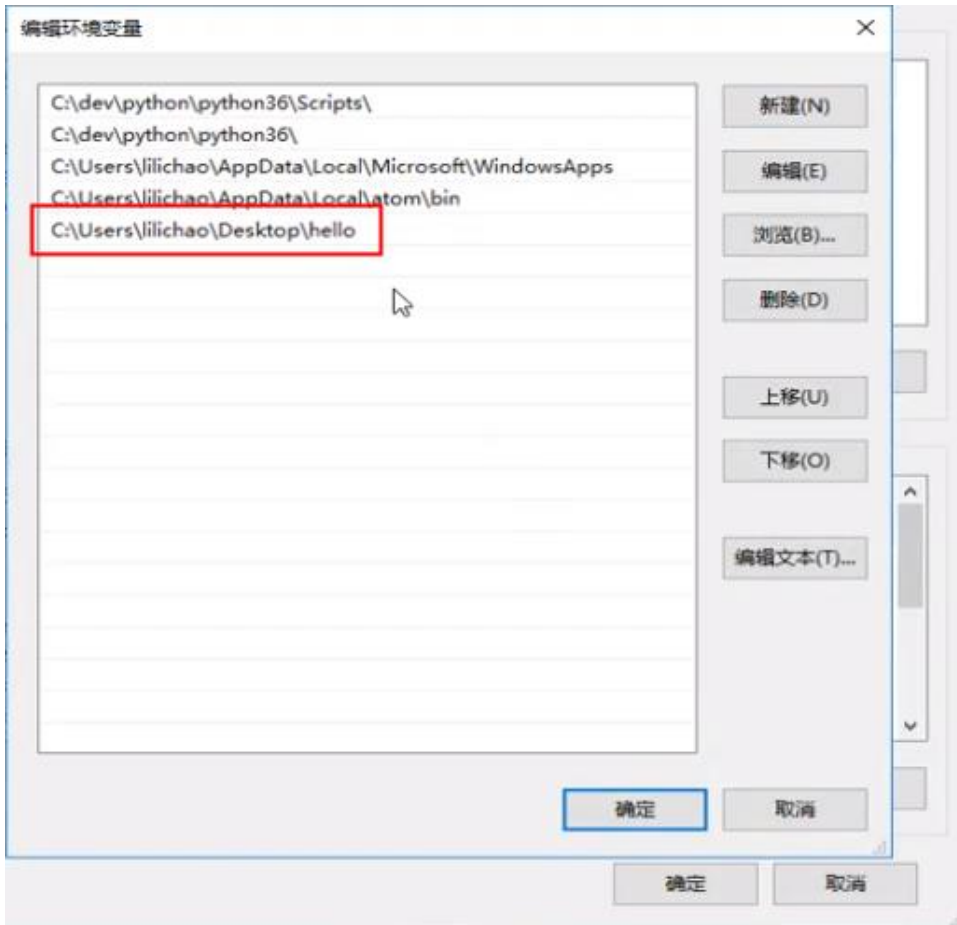 编辑环境变量
C:\dev\python\python36\Scripts\
C:\dev\python\python36\
C:\Users\lilichao\AppData\Local\Microsoft\WindowsApps
C:\Users\lilichao\AppData\Local\atom\bin
C:\Users\lilichao\Desktop\hello
新建(N)
编辑(E)
浏览(B)...
删除(D)
上移(U)
下移(O)
编辑文本(T)...
确定
取消
确定
取消